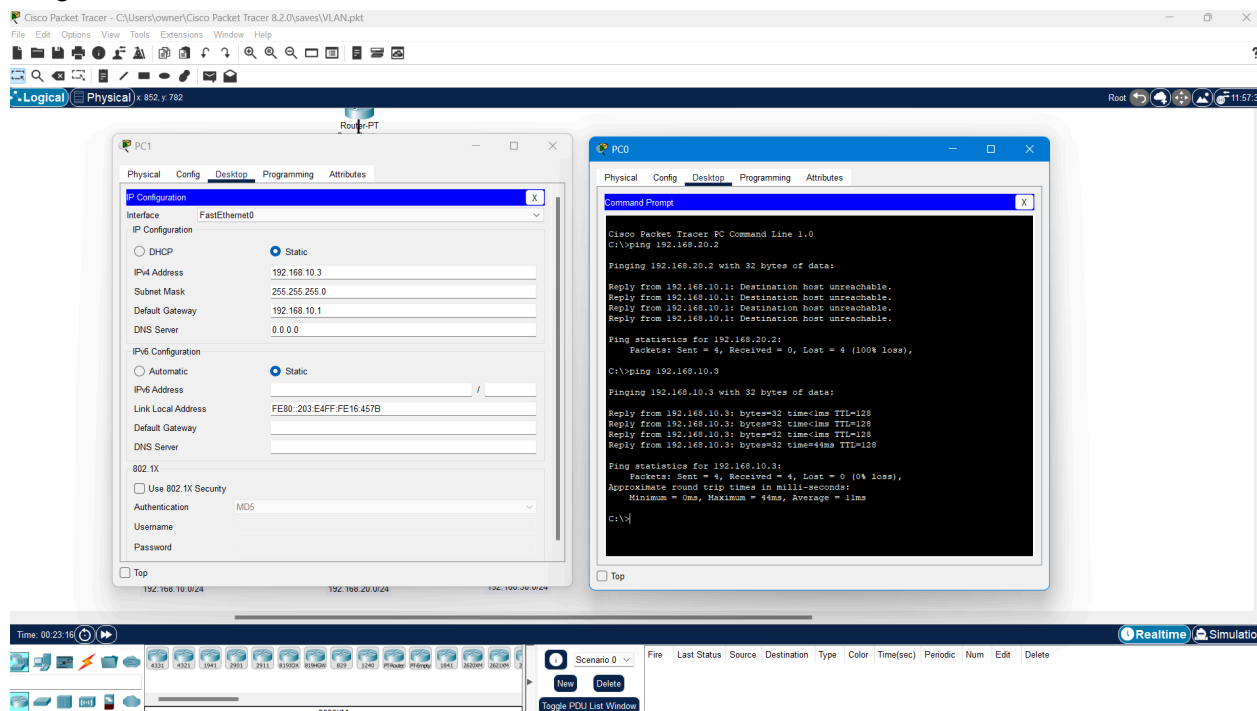 Cisco Packet Tracer - C:\Users\owner\Cisco Packet Tracer 8.2.0\saves\VLAN.pkt
File Edit Options View Tools Extensions Window Help
Logical Physical x: 852, y: 782
Root 11:57:3
Router-PT
PC1
Physical Config Desktop Programming Attributes
IP Configuration X
Interface FastEthernet0
IP Configuration
DHCP Static
IPv4 Address 192.168.10.3
Subnet Mask 255.255.255.0
Default Gateway 192.168.10.1
DNS Server 0.0.0.0
IPv6 Configuration
Automatic Static
IPv6 Address /
Link Local Address FE80::203:E4FF:FE16:457B
Default Gateway
DNS Server
802.1X
Use 802.1X Security
Authentication MD5
Username
Password
Top
192.168.10.0/24 192.168.20.0/24
PC0
Physical Config Desktop Programming Attributes
Command Prompt X
Cisco Packet Tracer PC Command Line 1.0
C:\>ping 192.168.20.2
Pinging 192.168.20.2 with 32 bytes of data:
Reply from 192.168.10.1: Destination host unreachable.
Reply from 192.168.10.1: Destination host unreachable.
Reply from 192.168.10.1: Destination host unreachable.
Reply from 192.168.10.1: Destination host unreachable.
Ping statistics for 192.168.20.2:
Packets: Sent = 4, Received = 0, Lost = 4 (100% loss),
C:\>ping 192.168.10.3
Pinging 192.168.10.3 with 32 bytes of data:
Reply from 192.168.10.3: bytes=32 time<1ms TTL=128
Reply from 192.168.10.3: bytes=32 time<1ms TTL=128
Reply from 192.168.10.3: bytes=32 time<1ms TTL=128
Reply from 192.168.10.3: bytes=32 time=44ms TTL=128
Ping statistics for 192.168.10.3:
Packets: Sent = 4, Received = 4, Lost = 0 (0% loss),
Approximate round trip times in milli-seconds:
Minimum = 0ms, Maximum = 44ms, Average = 11ms
C:\>
Top
Time: 00:23:16
Realtime Simulatio
4331 4321 1941 2901 2911 819IOX 819HGW 829 1240 PT-Router PT-Empty 1841 2620XM 2621XM
Scenario 0
New Delete
Toggle PDU List Window
Fire Last Status Source Destination Type Color Time(sec) Periodic Num Edit Delete